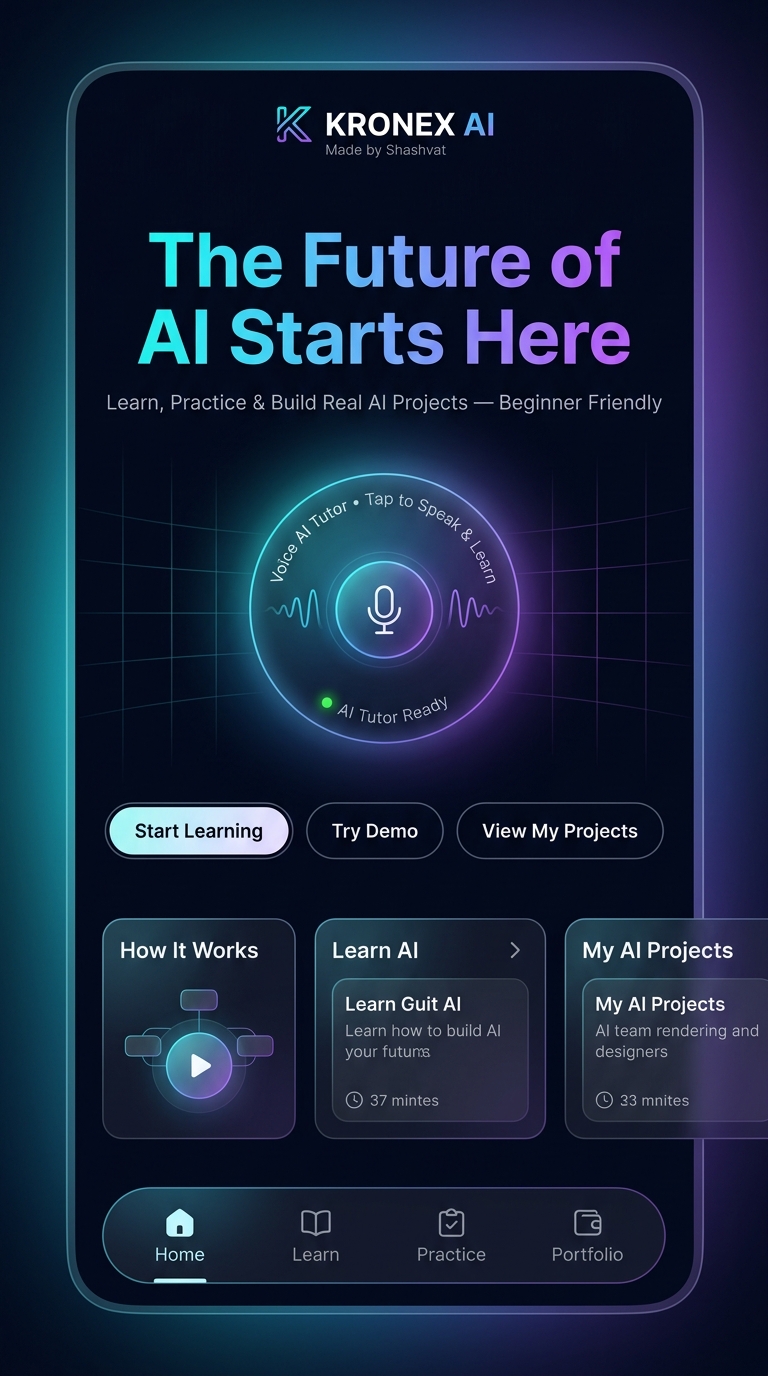 KRONEX AI
Made by Shashvat
The Future of
AI Starts Here
Learn, Practice & Build Real AI Projects — Beginner Friendly
Voice AI Tutor • Tap to Speak & Learn
AI Tutor Ready
Start Learning
Try Demo
View My Projects
How It Works
Learn AI
Learn Guit AI
Learn how to build AI
your
37 mintes
My AI Projects
My AI Projects
AI team rendering and
designers
33 mnites
Home
Learn
Practice
Portfolio